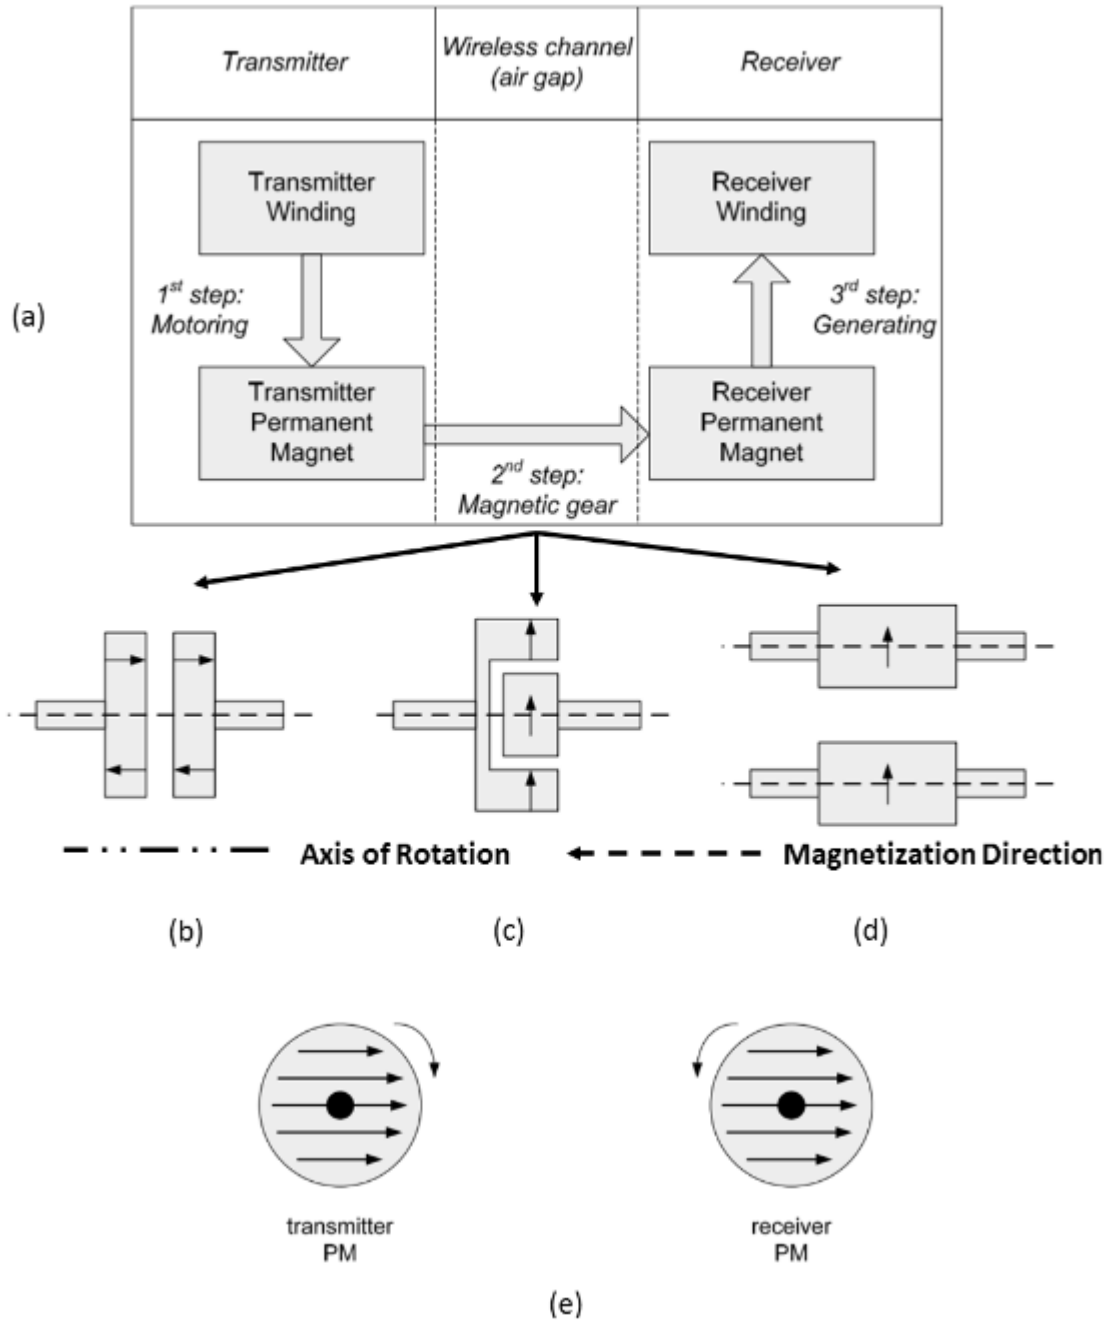 Transmitter
Wireless channel
(air gap)
Receiver
Transmitter
Winding
Receiver
Winding
1st step:
Motoring
3rd step:
Generating
(a)
Transmitter
Permanent
Magnet
Receiver
Permanent
Magnet
2nd step:
Magnetic gear
Axis of Rotation
Magnetization Direction
(b)
(c)
(d)
transmitter
PM
receiver
PM
(e)